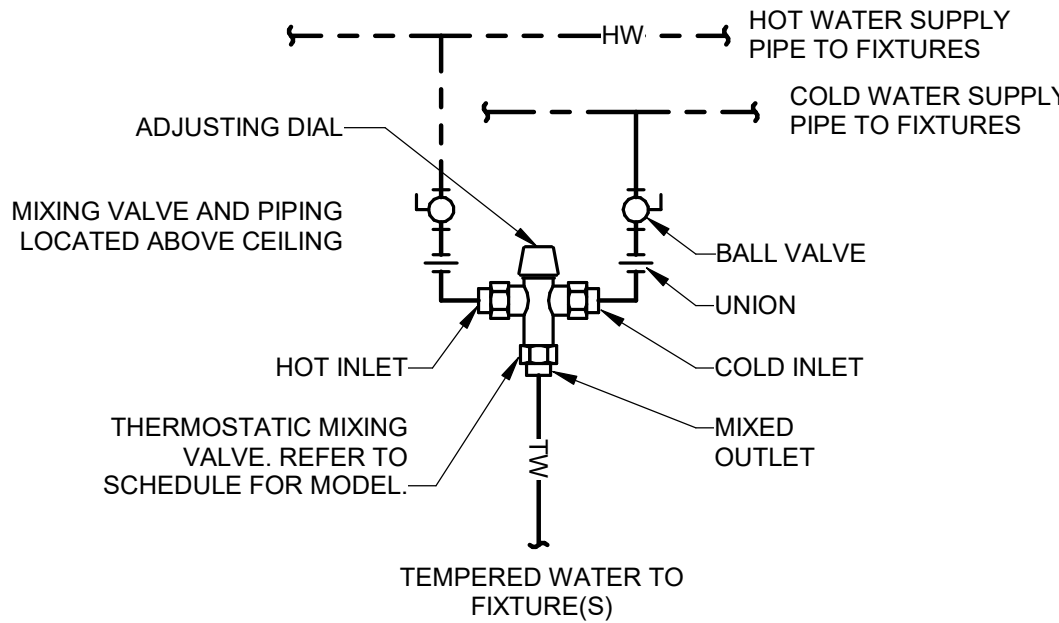 HOT WATER SUPPLY
PIPE TO FIXTURES
HW
COLD WATER SUPPLY
PIPE TO FIXTURES
ADJUSTING DIAL
MIXING VALVE AND PIPING
LOCATED ABOVE CEILING
BALL VALVE
UNION
HOT INLET
COLD INLET
THERMOSTATIC MIXING
VALVE. REFER TO
SCHEDULE FOR MODEL.
MIXED
OUTLET
TW
TEMPERED WATER TO
FIXTURE(S)